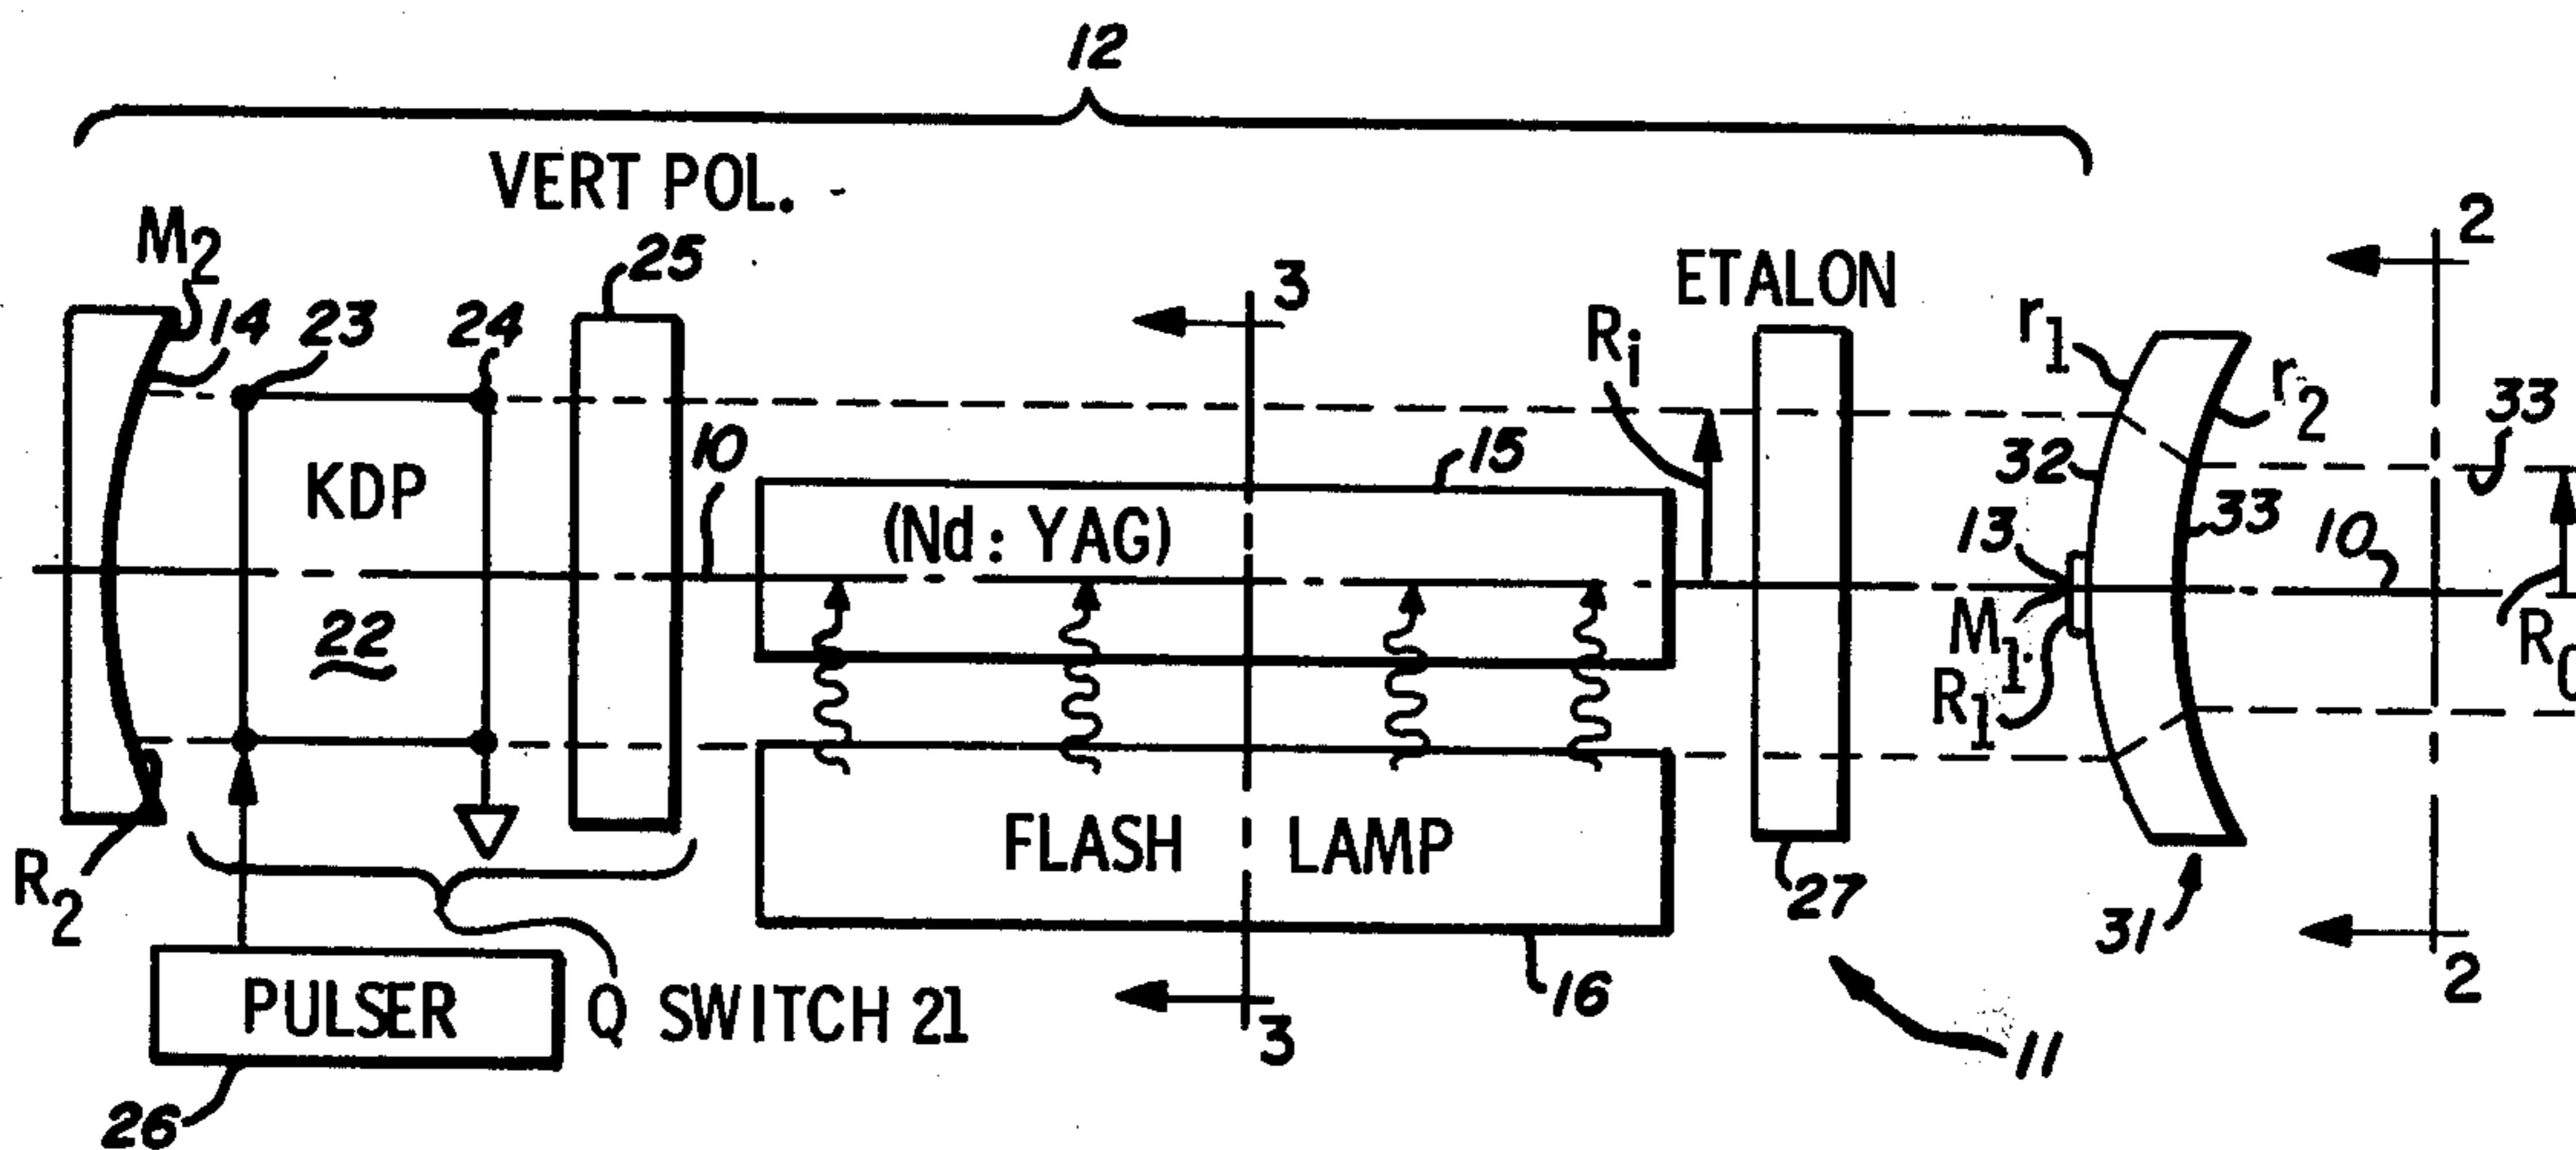 12
VERT POL.
M2
14
23
24
25
10
3
ETALON
Ri
r1
r2
2
33
15
KDP
(Nd: YAG)
32
13
33
10
22
M1
R1
R2
FLASH LAMP
27
31
2
PULSER
Q SWITCH 21
3
16
11
26